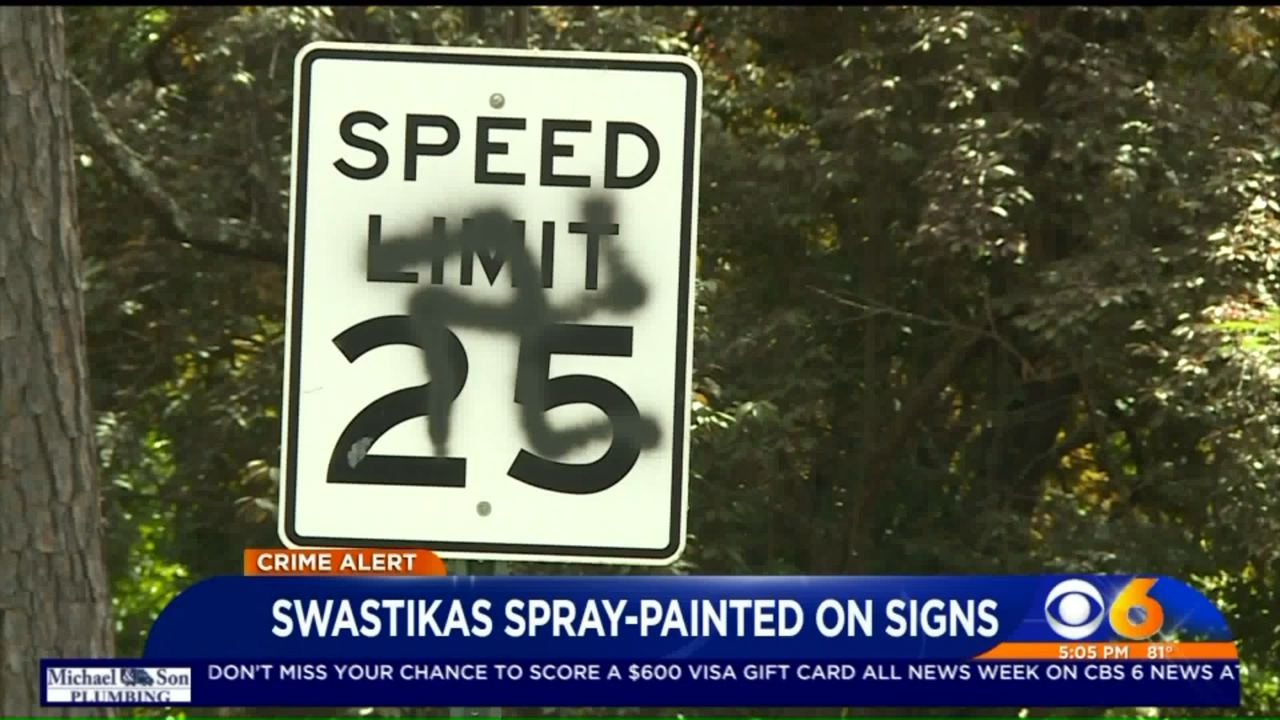 SPEED
LIMIT
25
CRIME ALERT
SWASTIKAS SPRAY-PAINTED ON SIGNS
6
5:05 PM 81°
Michael & Son
PLUMBING
DON'T MISS YOUR CHANCE TO SCORE A $600 VISA GIFT CARD ALL NEWS WEEK ON CBS 6 NEWS A